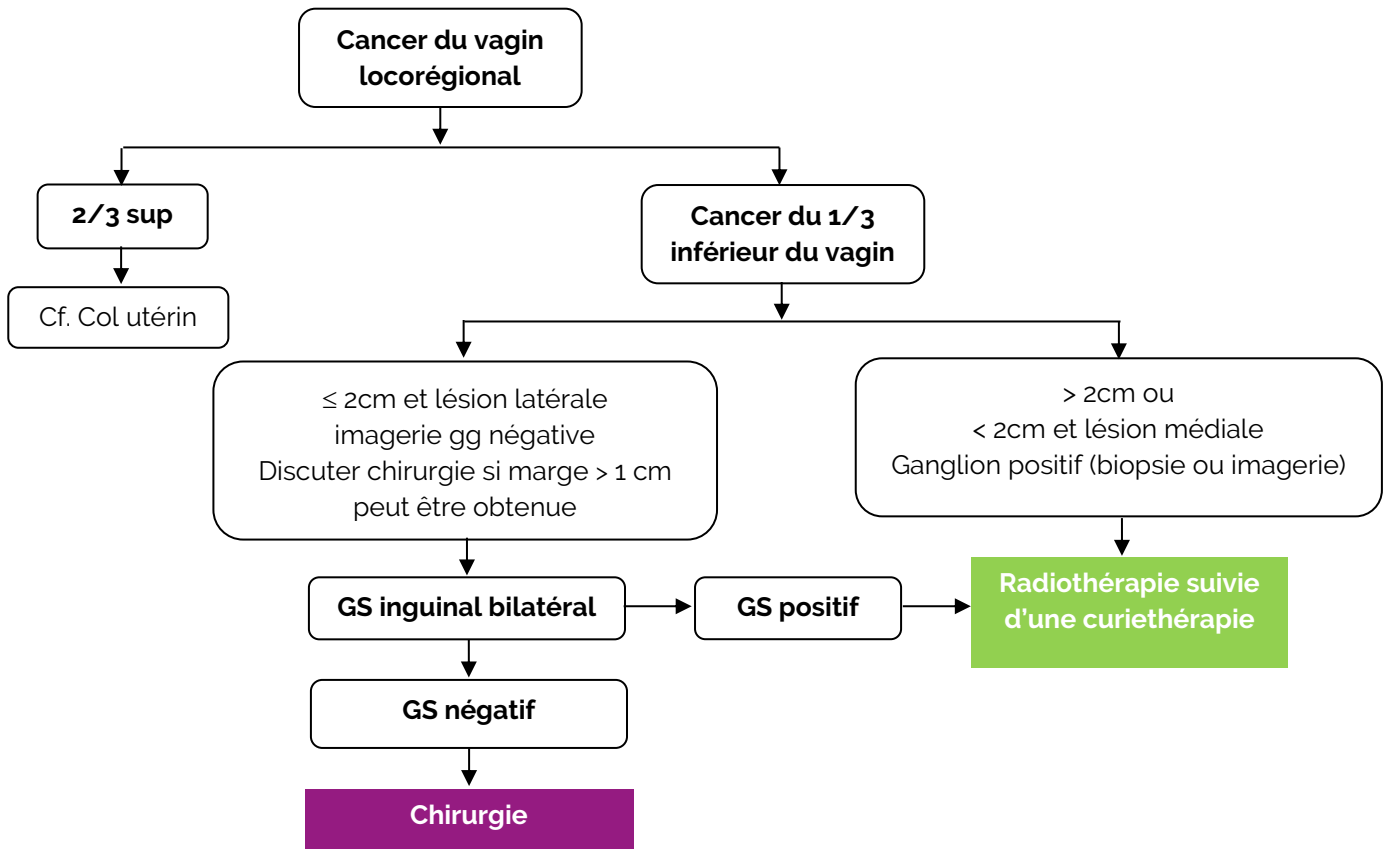 Cancer du vagin
locorégional
2/3 sup
Cancer du 1/3
inférieur du vagin
Cf. Col utérin
≤ 2cm et lésion latérale
imagerie gg négative
Discuter chirurgie si marge > 1 cm
peut être obtenue
> 2cm ou
< 2cm et lésion médiale
Ganglion positif (biopsie ou imagerie)
GS inguinal bilatéral
GS positif
Radiothérapie suivie
d'une curiethérapie
GS négatif
Chirurgie